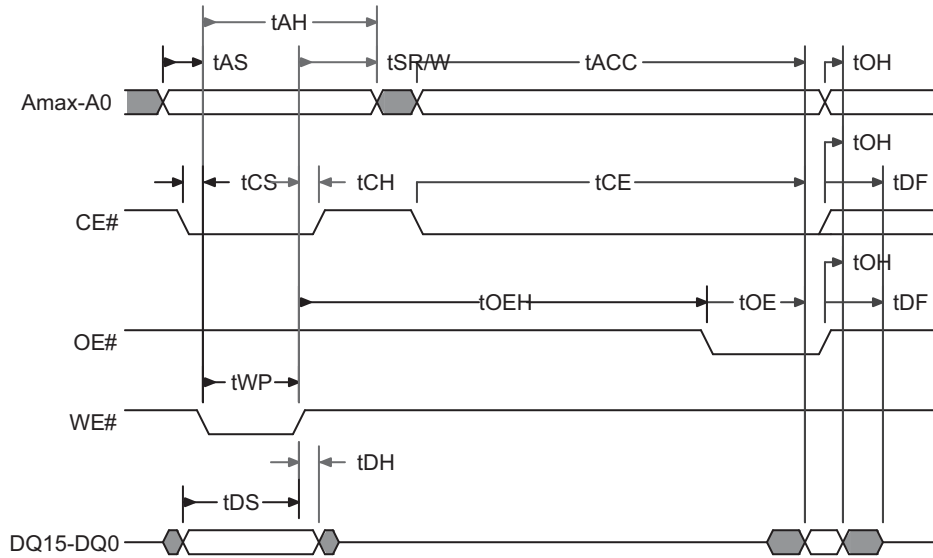 tAH
tAS
tSR/W
tACC
tOH
Amax-A0
tOH
tCS
tCH
tCE
tDF
CE#
tOH
tOEH
tOE
tDF
OE#
tWP
WE#
tDH
tDS
DQ15-DQ0